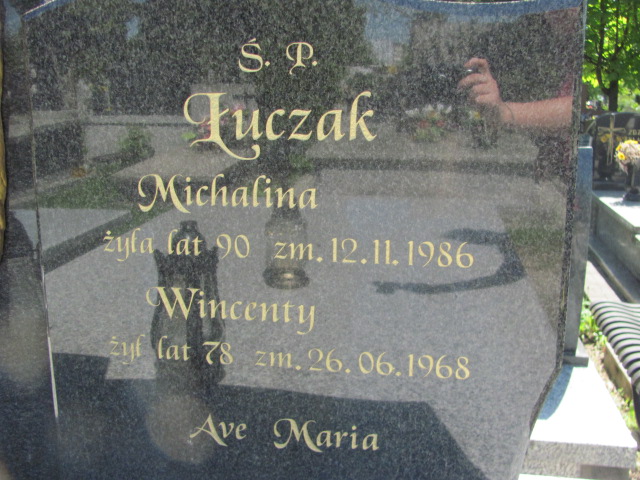 Ś. P.
Łuczak
Michalina
żyła lat 90 zm. 12.11.1986
Wincenty
żył lat 78 zm. 26.06.1968
Ave Maria